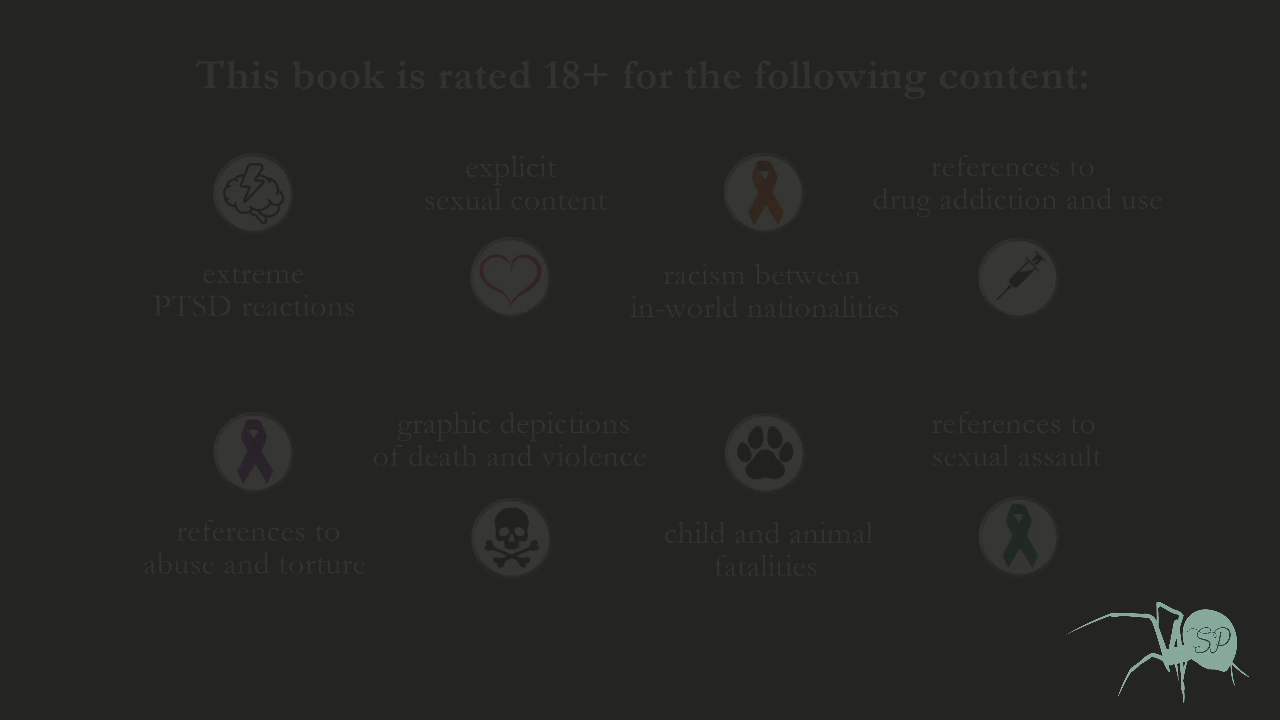 This book is rated 18+ for the following content:
extreme
PTSD reactions
explicit
sexual content
racism between
in-world nationalities
references to
drug addiction and use
references to
abuse and torture
graphic depictions
of death and violence
child and animal
fatalities
references to
sexual assault
SP